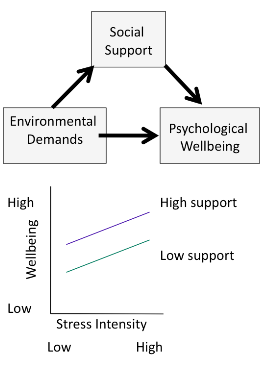 Social
Support
Environmental
Demands
Psychological
Wellbeing
High
High support
Wellbeing
Low support
Low
Stress Intensity
Low
High